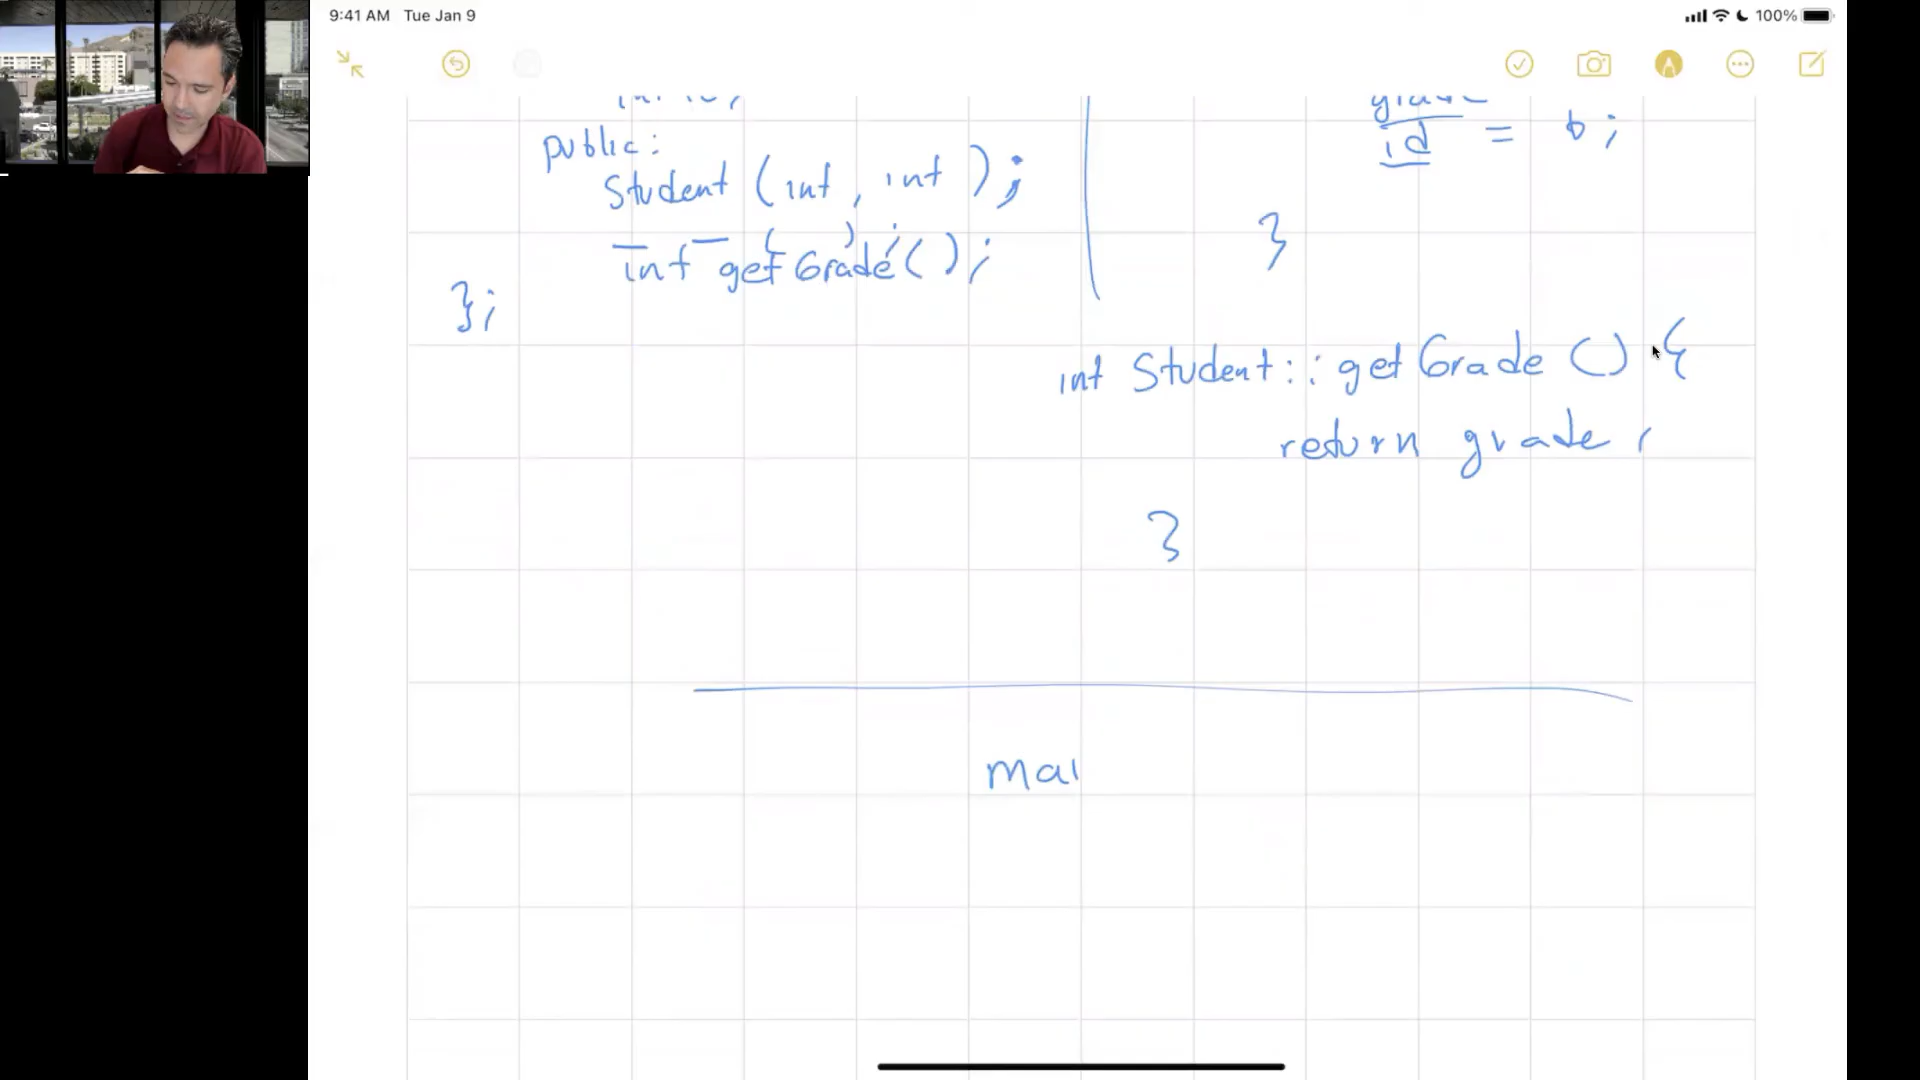 9:41 AM Tue Jan 9
100%
public:
Student (int, int);
( ) ;
int getGrade();
};
id = b;
}
int Student::getGrade () {
return grade
}
mai